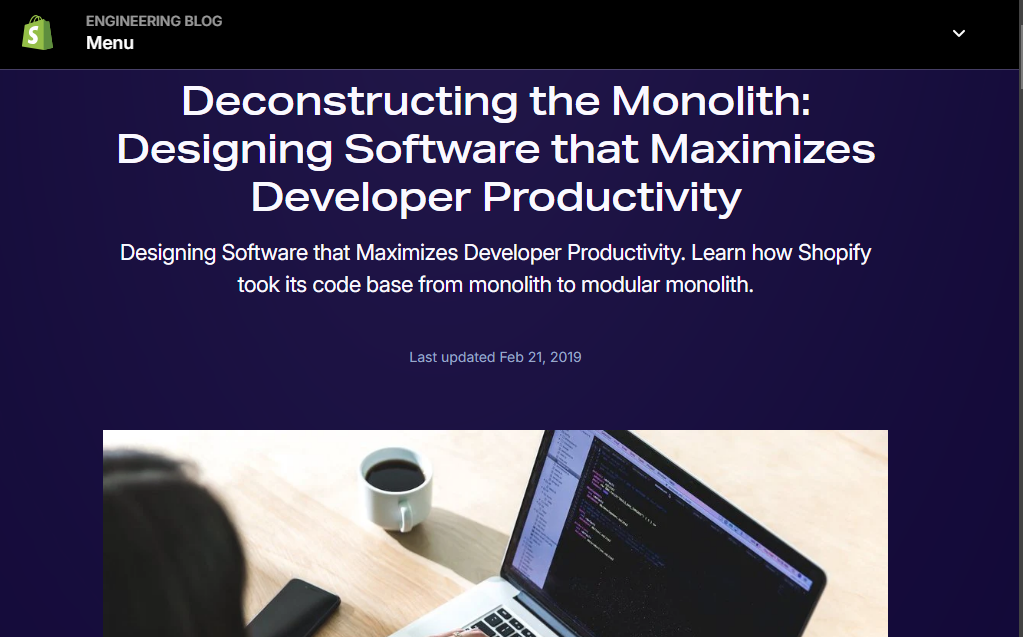 ENGINEERING BLOG
Menu
Deconstructing the Monolith:
Designing Software that Maximizes
Developer Productivity
Designing Software that Maximizes Developer Productivity. Learn how Shopify
took its code base from monolith to modular monolith.
Last updated Feb 21, 2019